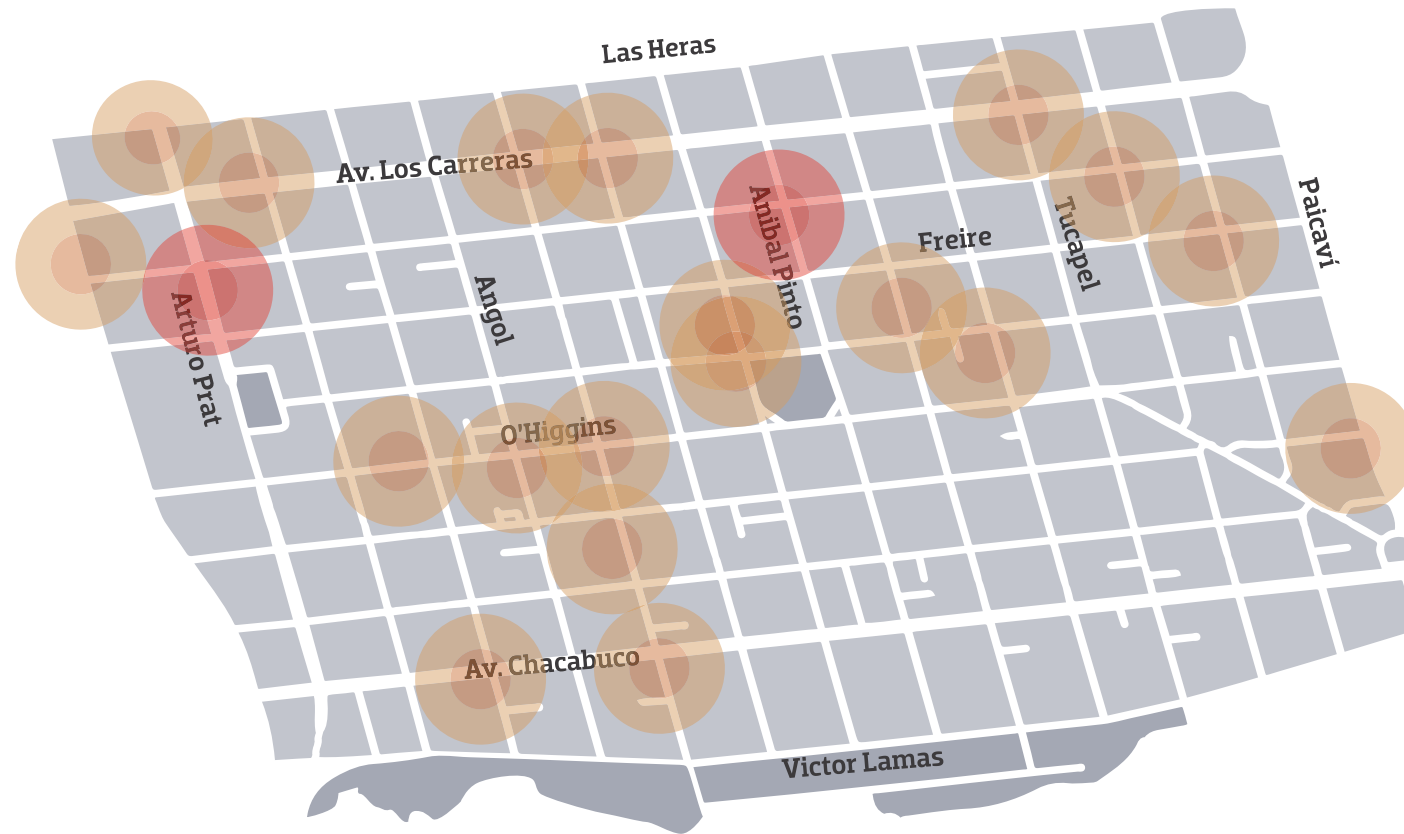 Las Heras
Av. Los Carreras
Paicaví
Tucapel
Anibal Pinto
Freire
Angol
Arturo Prat
O'Higgins
Av. Chacabuco
Victor Lamas